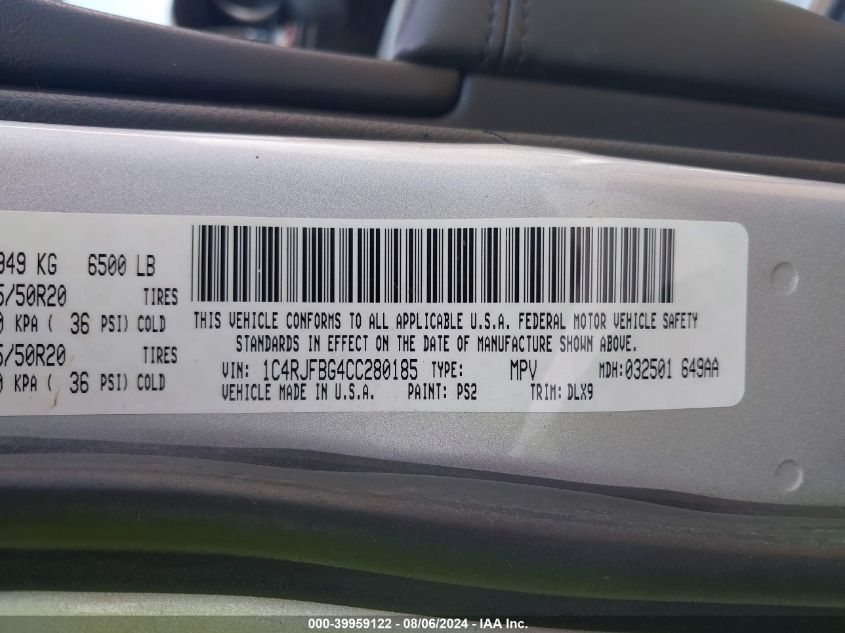 949 KG 6500 LB
5/50R20 TIRES
0 KPA ( 36 PSI) COLD
5/50R20 TIRES
0 KPA ( 36 PSI) COLD
THIS VEHICLE CONFORMS TO ALL APPLICABLE U.S.A. FEDERAL MOTOR VEHICLE SAFETY
STANDARDS IN EFFECT ON THE DATE OF MANUFACTURE SHOWN ABOVE.
VIN: 1C4RJFBG4CC280185 TYPE: MPV MDH:032501 649AA
VEHICLE MADE IN U.S.A. PAINT: PS2 TRIM: DLX9
000-39959122 - 08/06/2024 - IAA Inc.